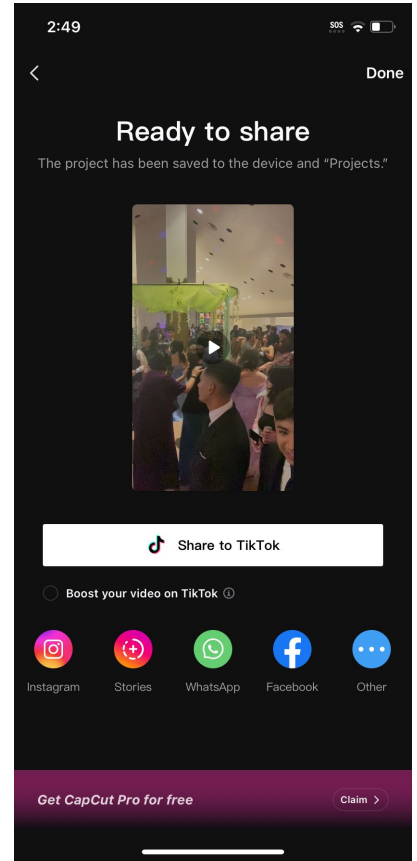 2:49
SOS
Done
Ready to share
The project has been saved to the device and “Projects.”
Share to TikTok
Boost your video on TikTok
Instagram
Stories
WhatsApp
Facebook
Other
Get CapCut Pro for free
Claim >